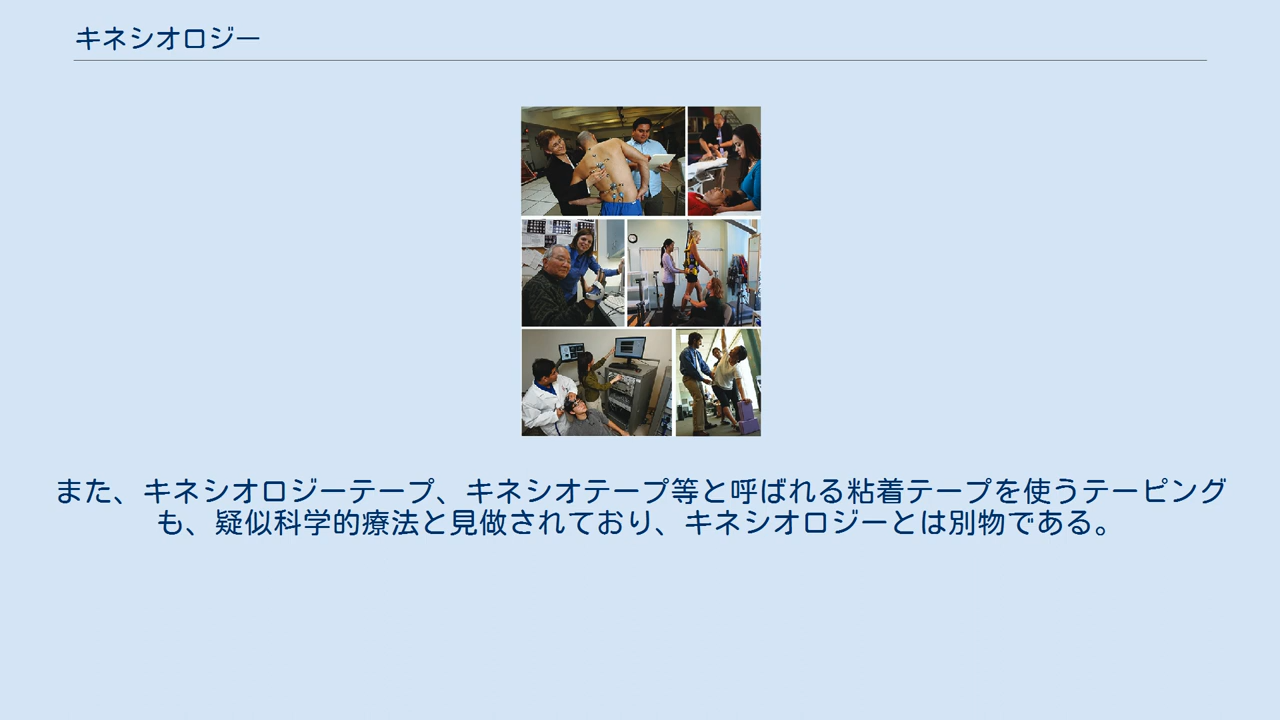 キネシオロジー
また、キネシオロジーテープ、キネシオテープ等と呼ばれる粘着テープを使うテーピング
も、疑似科学的療法と見做されており、キネシオロジーとは別物である。